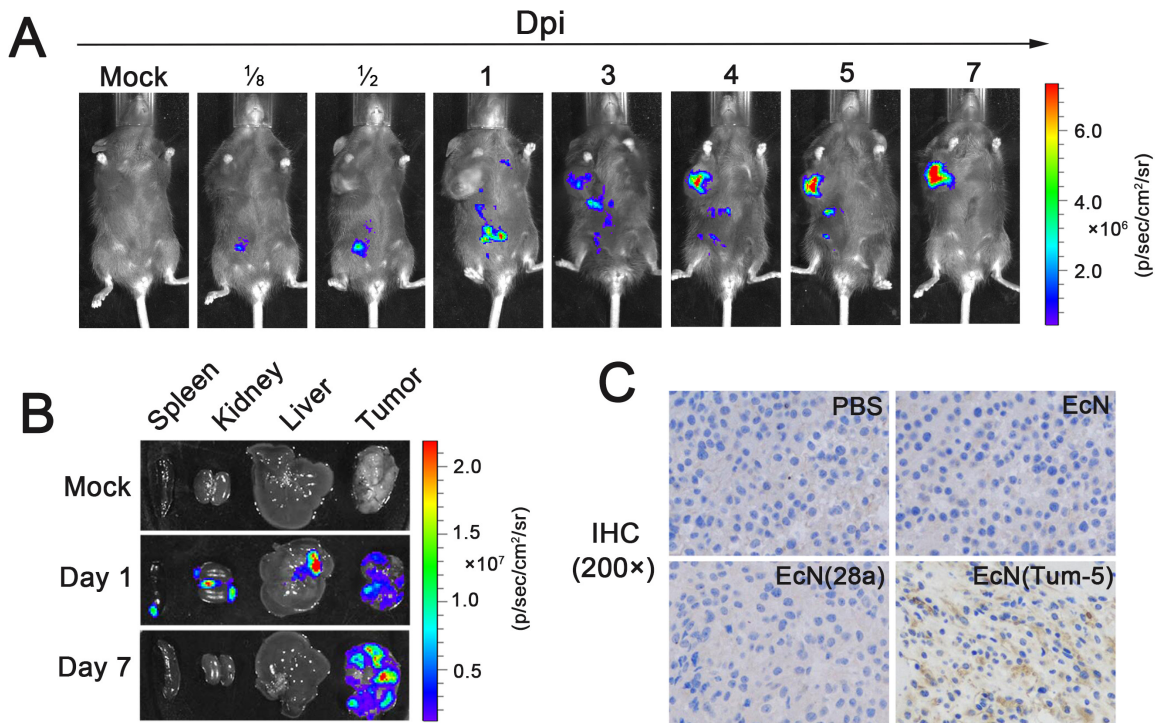 A
Dpi
Mock ⅛ ½ 1 3 4 5 7
6.0
4.0
×10⁶
2.0
(p/sec/cm²/sr)
B
Spleen Kidney Liver Tumor
Mock
Day 1
Day 7
2.0
1.5
×10⁷
1.0
0.5
(p/sec/cm²/sr)
C
IHC
(200×)
PBS EcN
EcN(28a) EcN(Tum-5)